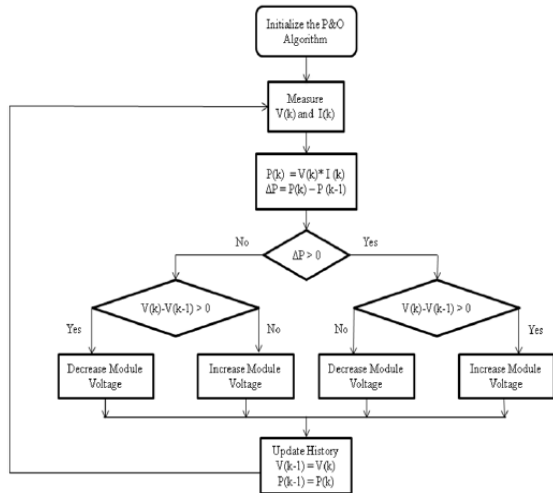 Initialize the P&O
Algorithm
Measure
V(k) and I(k)
P(k) = V(k)* I (k)
ΔP = P(k) – P (k-1)
No
ΔP > 0
Yes
V(k)-V(k-1) > 0
V(k)-V(k-1) > 0
Yes
No
No
Yes
Decrease Module
Voltage
Increase Module
Voltage
Decrease Module
Voltage
Increase Module
Voltage
Update History
V(k-1) = V(k)
P(k-1) = P(k)